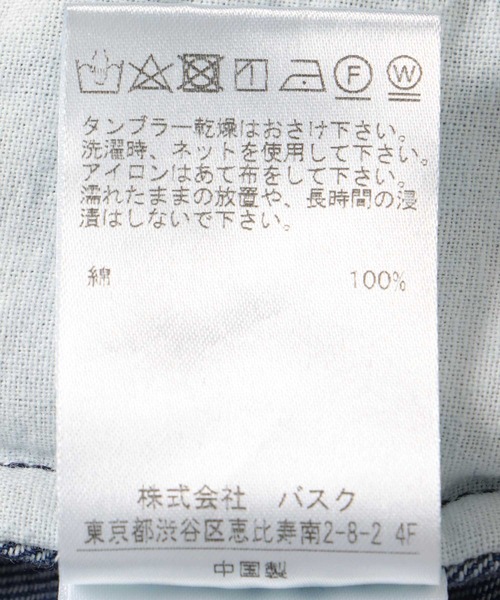 F W
タンブラー乾燥はおさけ下さい。
洗濯時、ネットを使用して下さい。
アイロンはあて布をして下さい。
濡れたままの放置や、長時間の浸
漬はしないで下さい。
綿 100%
株式会社 バスク
東京都渋谷区恵比寿南2-8-2 4F
中国製